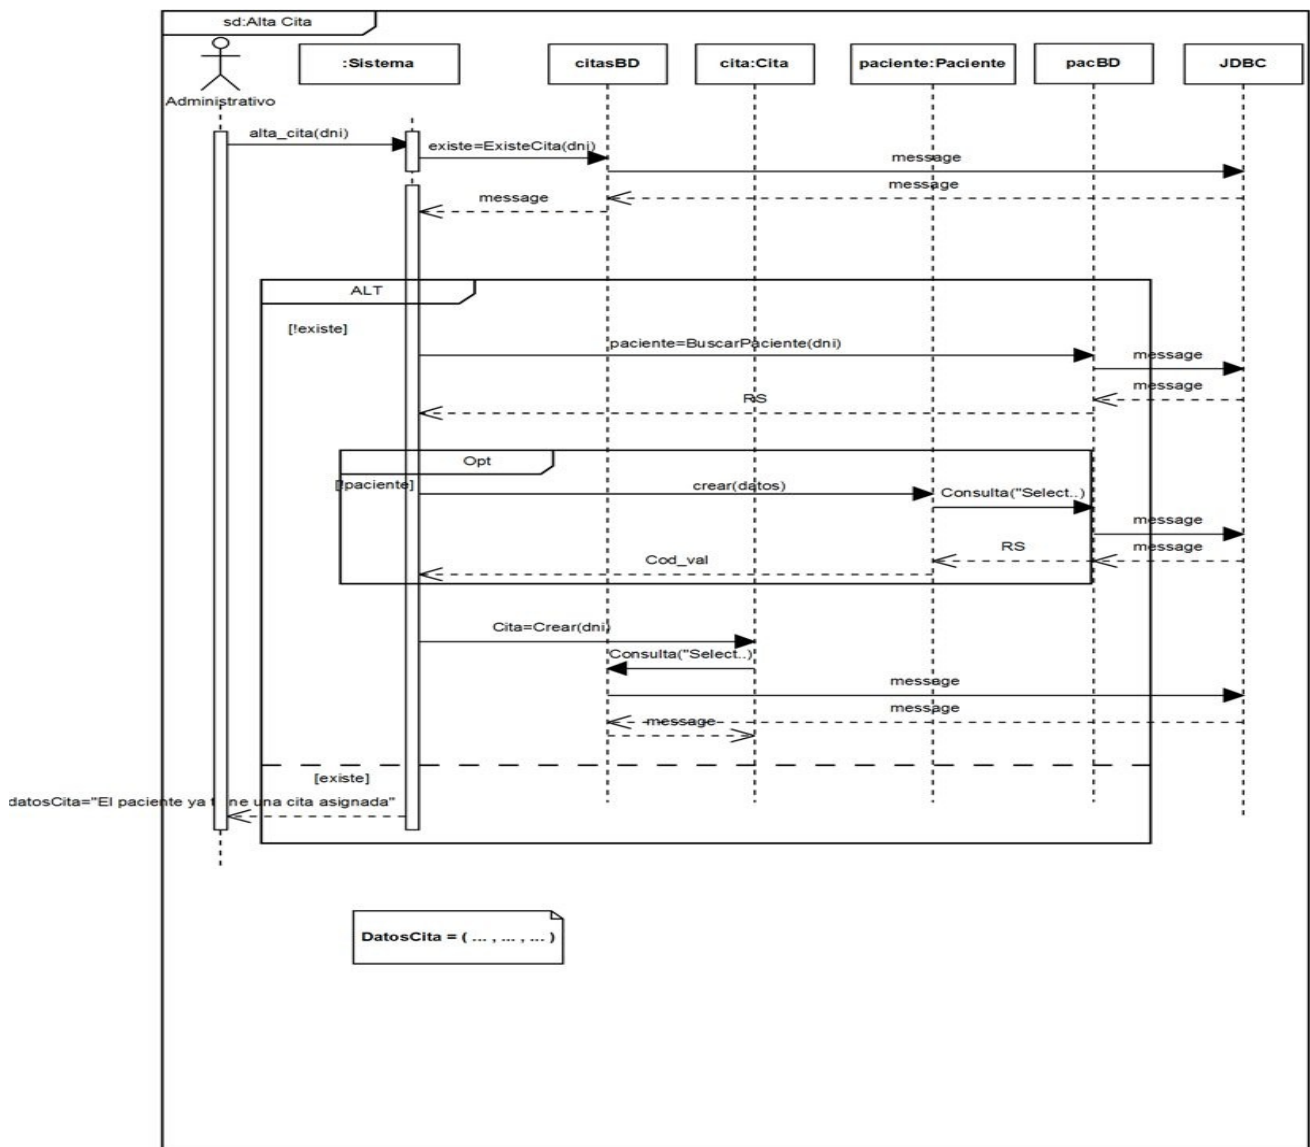 sd:Alta Cita
:Sistema
citasBD
cita:Cita
paciente:Paciente
pacBD
JDBC
Administrativo
alta_cita(dni)
existe=ExisteCita(dni)
message
message
message
ALT
[!existe]
paciente=BuscarPaciente(dni)
message
message
RS
Opt
[!paciente]
crear(datos)
Consulta("Select..)
message
RS
message
Cod_val
Cita=Crear(dni)
Consulta("Select..)
message
message
message
[existe]
datosCita="El paciente ya tiene una cita asignada"
DatosCita = ( ... , ... , ... )